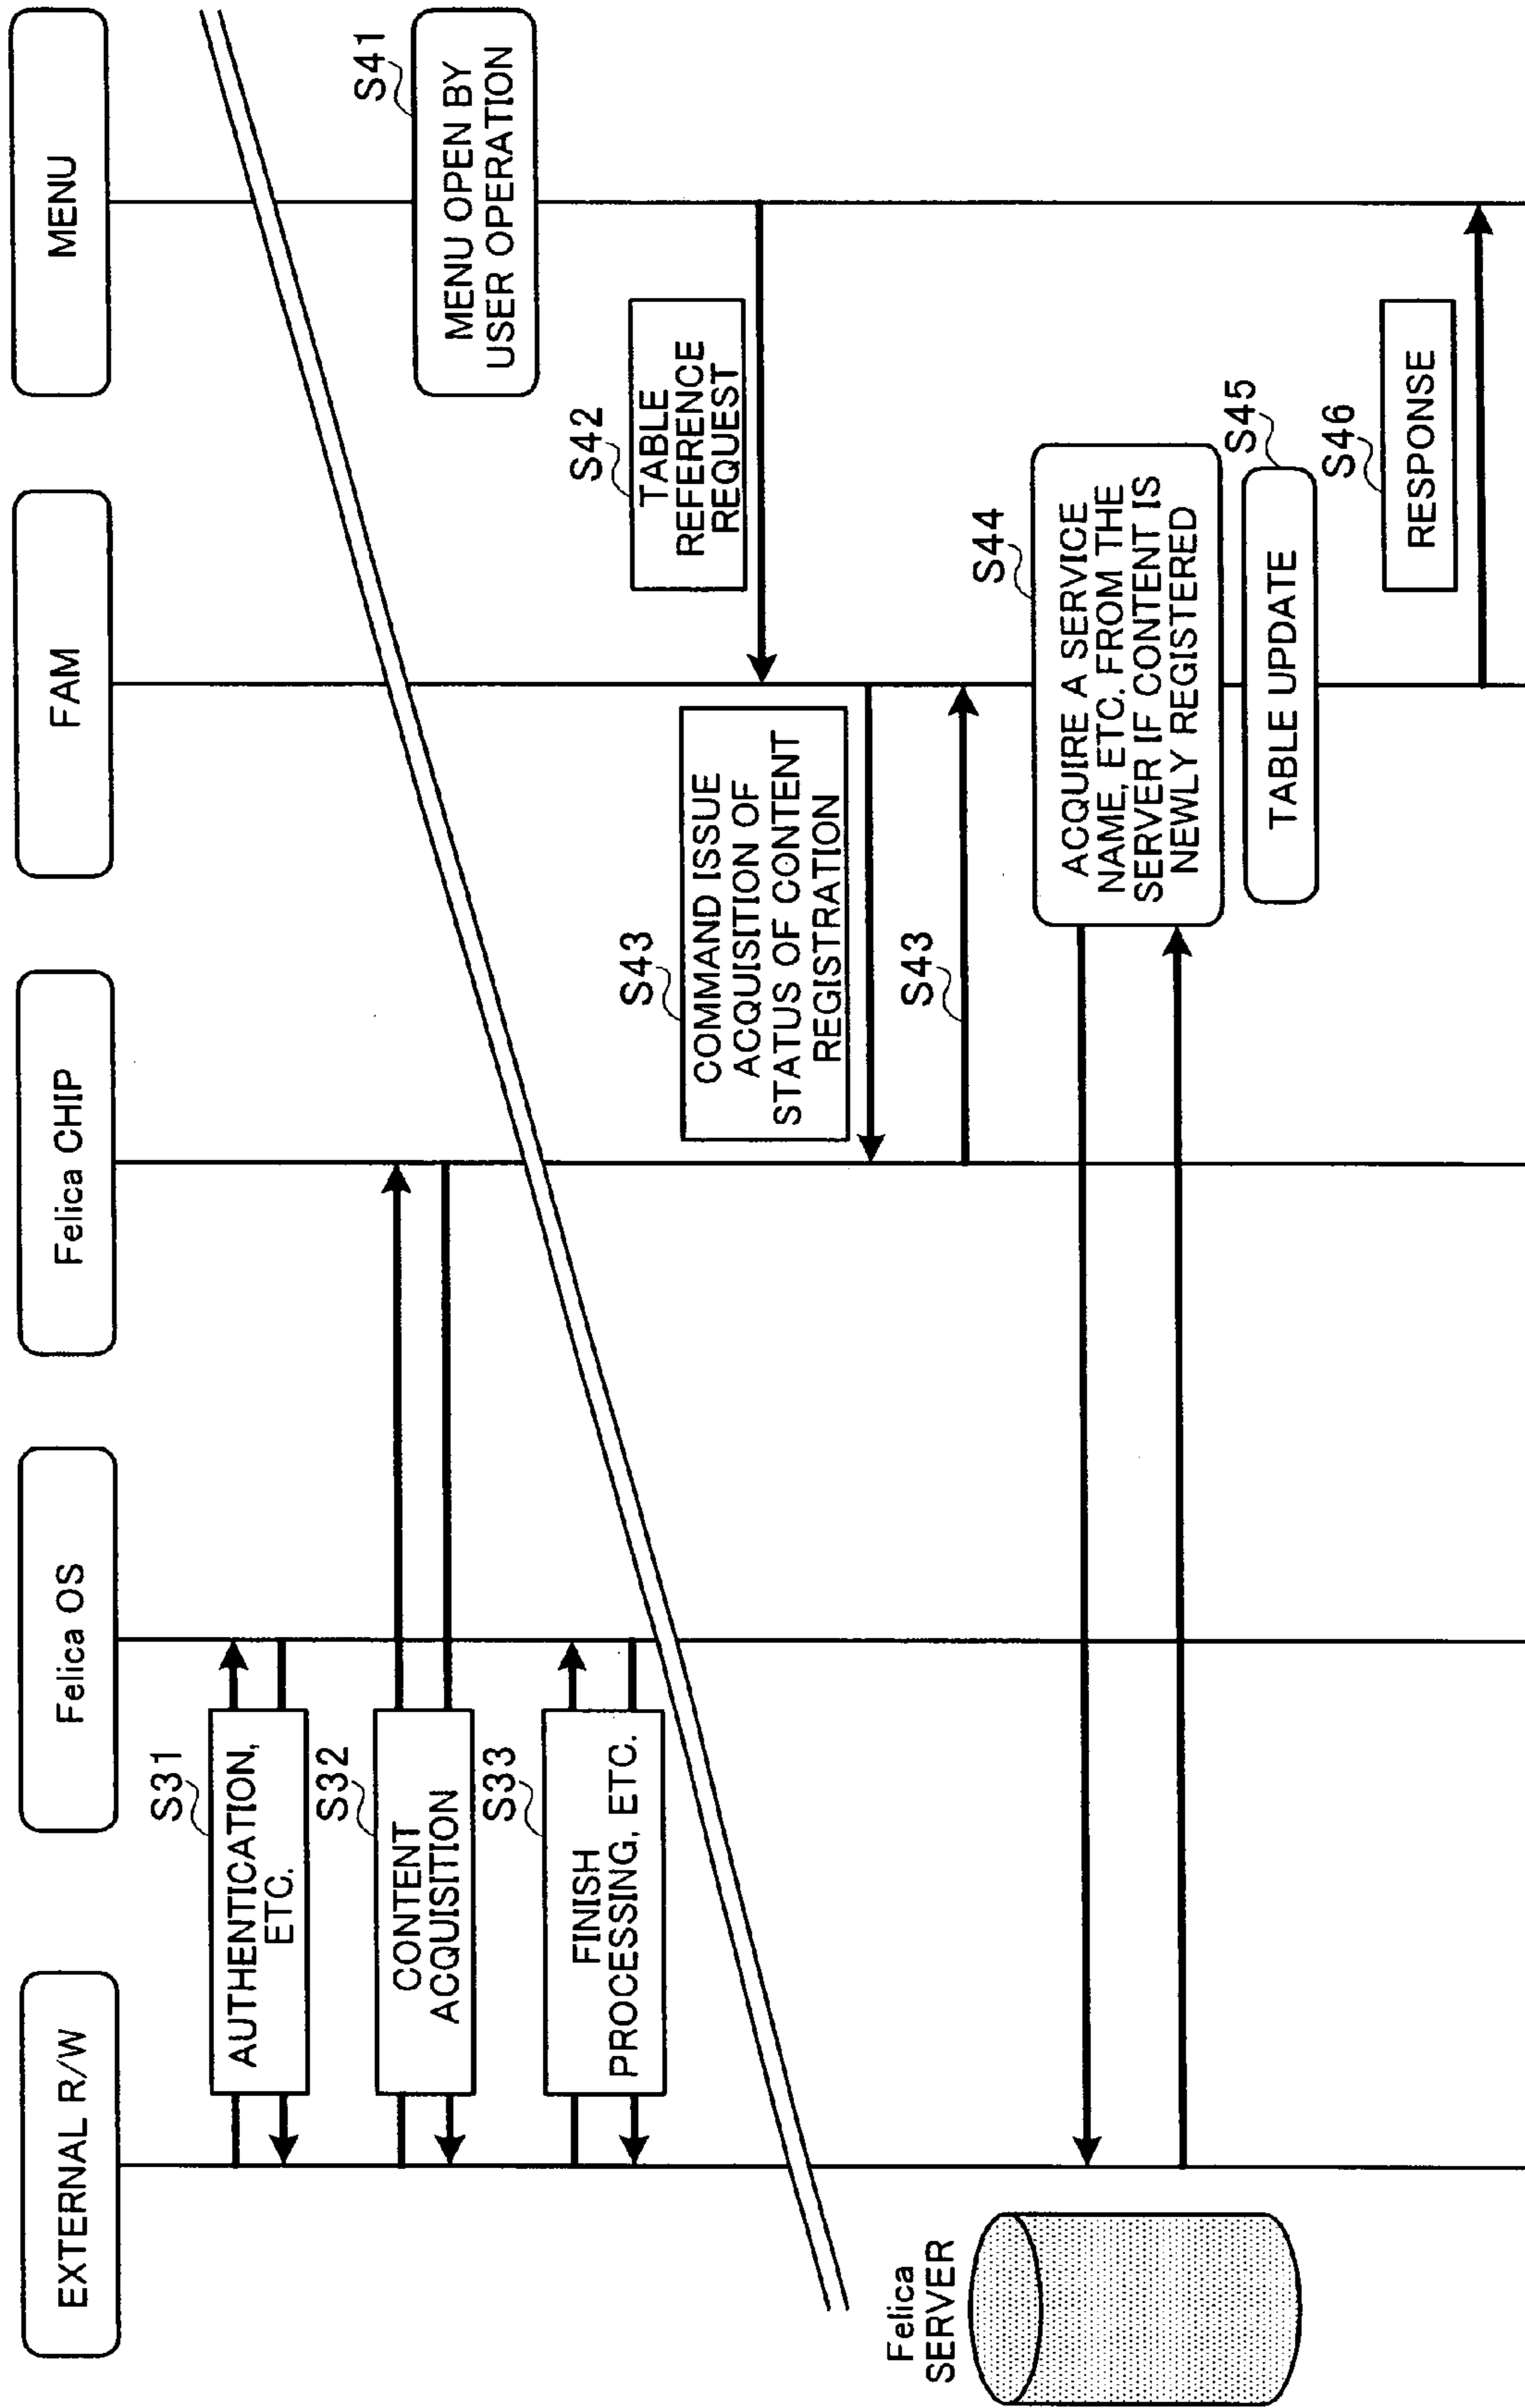 EXTERNAL R/W
Felica OS
Felica CHIP
FAM
MENU
S31
AUTHENTICATION,
ETC.
S32
CONTENT
ACQUISITION
S33
FINISH
PROCESSING, ETC.
S41
MENU OPEN BY
USER OPERATION
S42
TABLE
REFERENCE
REQUEST
S43
COMMAND ISSUE
ACQUISITION OF
STATUS OF CONTENT
REGISTRATION
S43
Felica
SERVER
S44
ACQUIRE A SERVICE
NAME, ETC. FROM THE
SERVER IF CONTENT IS
NEWLY REGISTERED
S45
TABLE UPDATE
S46
RESPONSE